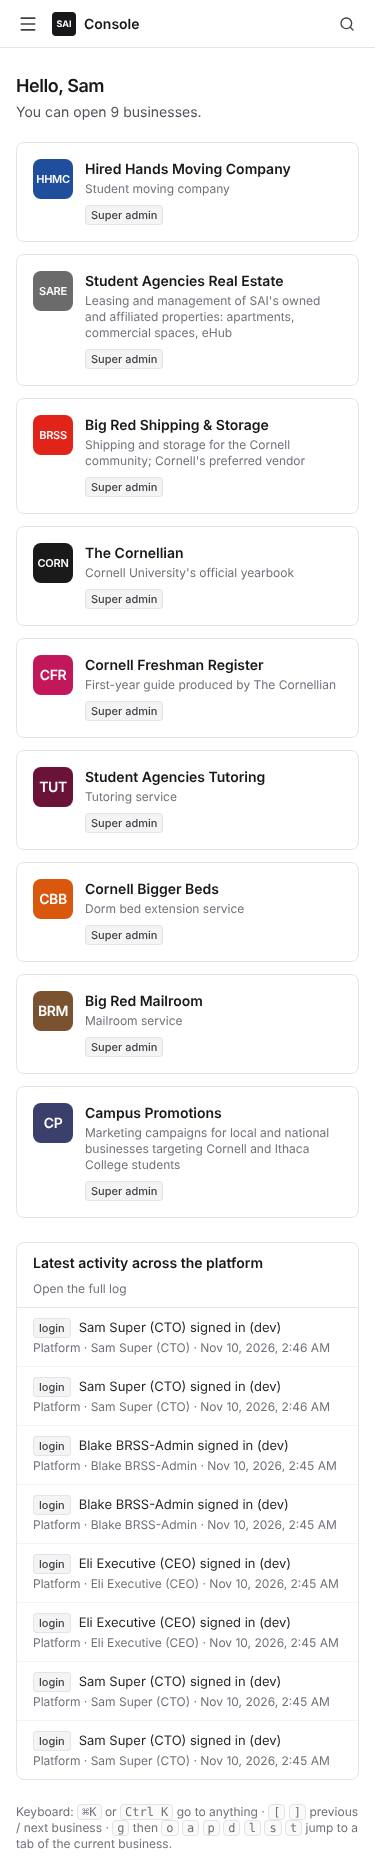 SAI Console
Hello, Sam
You can open 9 businesses.
HHMC
Hired Hands Moving Company
Student moving company
Super admin
SARE
Student Agencies Real Estate
Leasing and management of SAI's owned
and affiliated properties: apartments,
commercial spaces, eHub
Super admin
BRSS
Big Red Shipping & Storage
Shipping and storage for the Cornell
community; Cornell's preferred vendor
Super admin
CORN
The Cornellian
Cornell University's official yearbook
Super admin
CFR
Cornell Freshman Register
First-year guide produced by The Cornellian
Super admin
TUT
Student Agencies Tutoring
Tutoring service
Super admin
CBB
Cornell Bigger Beds
Dorm bed extension service
Super admin
BRM
Big Red Mailroom
Mailroom service
Super admin
CP
Campus Promotions
Marketing campaigns for local and national
businesses targeting Cornell and Ithaca
College students
Super admin
Latest activity across the platform
Open the full log
login Sam Super (CTO) signed in (dev)
Platform · Sam Super (CTO) · Nov 10, 2026, 2:46 AM
login Sam Super (CTO) signed in (dev)
Platform · Sam Super (CTO) · Nov 10, 2026, 2:46 AM
login Blake BRSS-Admin signed in (dev)
Platform · Blake BRSS-Admin · Nov 10, 2026, 2:45 AM
login Blake BRSS-Admin signed in (dev)
Platform · Blake BRSS-Admin · Nov 10, 2026, 2:45 AM
login Eli Executive (CEO) signed in (dev)
Platform · Eli Executive (CEO) · Nov 10, 2026, 2:45 AM
login Eli Executive (CEO) signed in (dev)
Platform · Eli Executive (CEO) · Nov 10, 2026, 2:45 AM
login Sam Super (CTO) signed in (dev)
Platform · Sam Super (CTO) · Nov 10, 2026, 2:45 AM
login Sam Super (CTO) signed in (dev)
Platform · Sam Super (CTO) · Nov 10, 2026, 2:45 AM
Keyboard: ⌘K or Ctrl K go to anything · [ ] previous
/ next business · g then o a p d l s t jump to a
tab of the current business.